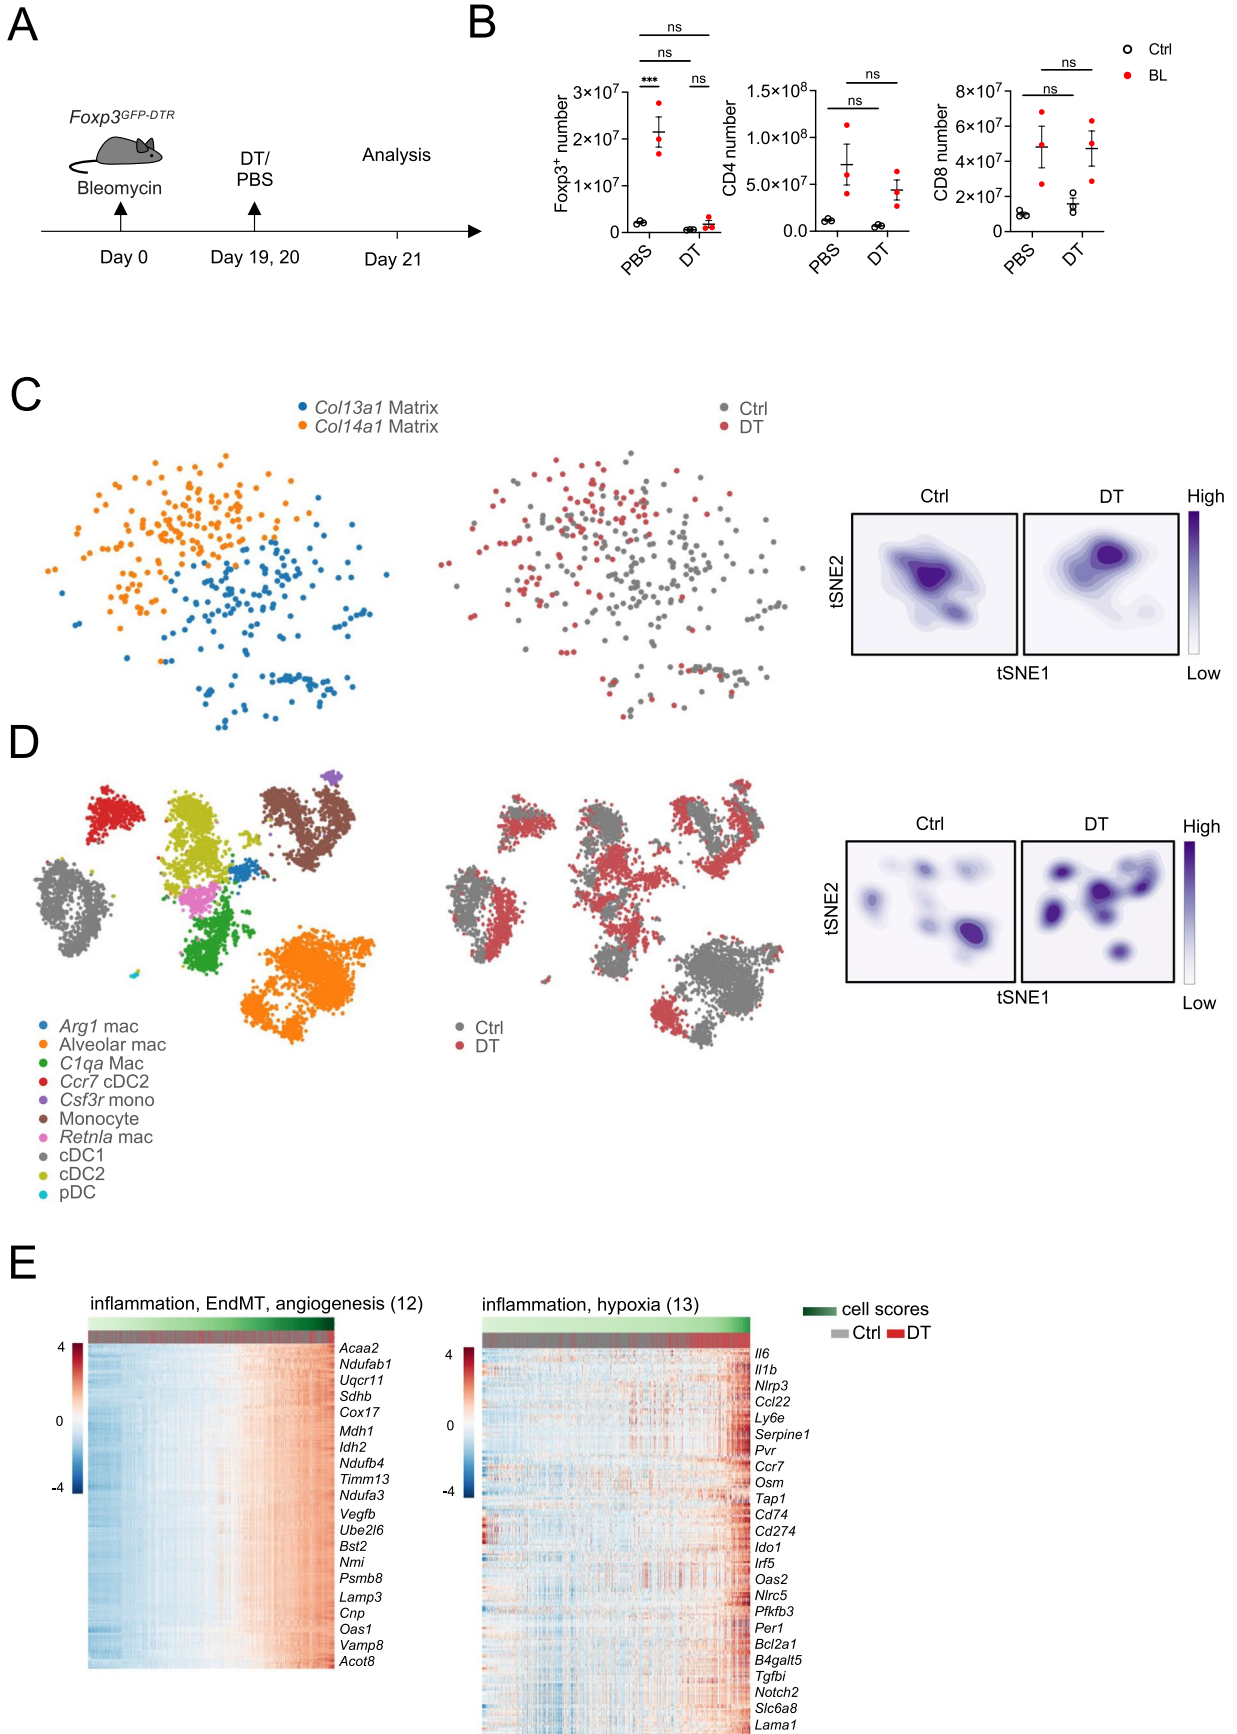 A
Foxp3GFP-DTR
Bleomycin
DT/
PBS
Analysis
Day 0
Day 19, 20
Day 21
B
Ctrl
BL
Foxp3+ number
3×10⁷
2×10⁷
1×10⁷
0
ns
ns
*** ns
PBS
DT
CD4 number
1.5×10⁸
1.0×10⁸
5.0×10⁷
0.0
ns
ns
PBS
DT
CD8 number
8×10⁷
6×10⁷
4×10⁷
2×10⁷
0
ns
ns
PBS
DT
C
Col13a1 Matrix
Col14a1 Matrix
Ctrl
DT
Ctrl
DT
High
Low
tSNE2
tSNE1
D
Arg1 mac
Alveolar mac
C1qa Mac
Ccr7 cDC2
Csf3r mono
Monocyte
Retnla mac
cDC1
cDC2
pDC
Ctrl
DT
Ctrl
DT
High
Low
tSNE2
tSNE1
E
inflammation, EndMT, angiogenesis (12)
4
0
-4
Acaa2
Ndufab1
Uqcr11
Sdhb
Cox17
Mdh1
Idh2
Ndufb4
Timm13
Ndufa3
Vegfb
Ube2l6
Bst2
Nmi
Psmb8
Lamp3
Cnp
Oas1
Vamp8
Acot8
inflammation, hypoxia (13)
4
0
-4
Il6
Il1b
Nlrp3
Ccl22
Ly6e
Serpine1
Pvr
Ccr7
Osm
Tap1
Cd74
Cd274
Ido1
Irf5
Oas2
Nlrc5
Pfkfb3
Per1
Bcl2a1
B4galt5
Tgfbi
Notch2
Slc6a8
Lama1
cell scores
Ctrl DT